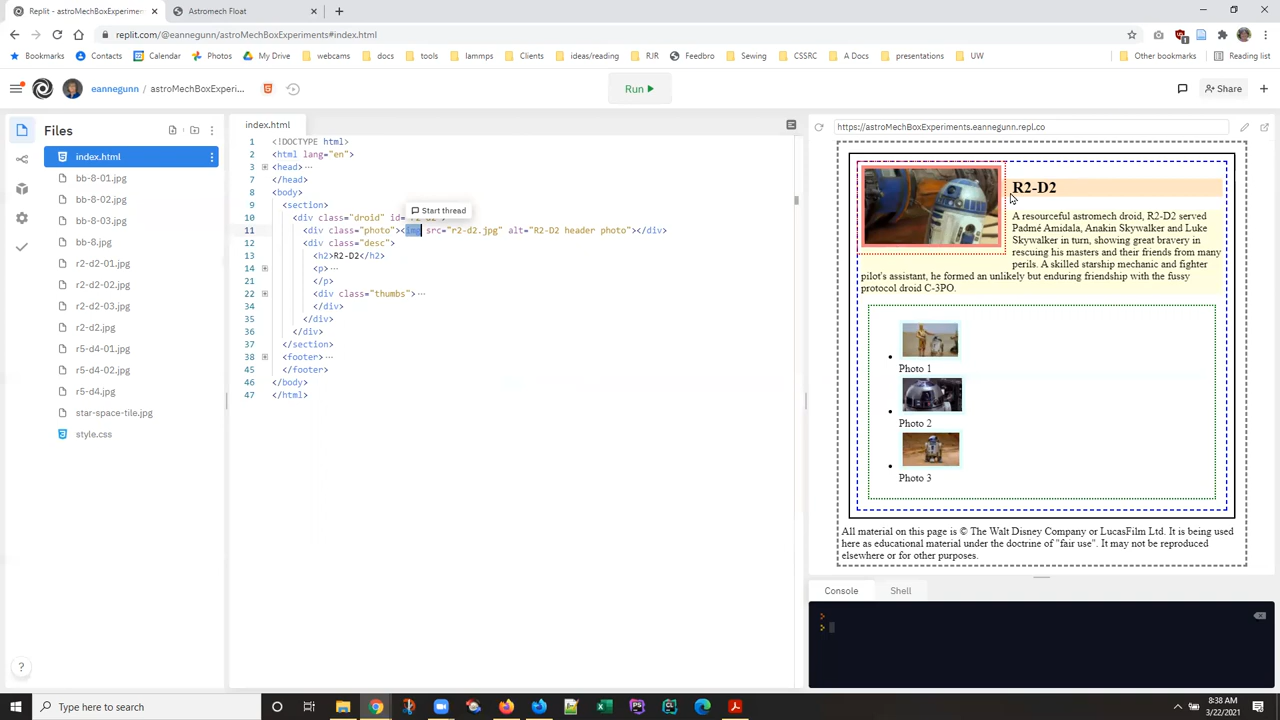 Replit - astroMechBoxExperimen
Astromech Float
replit.com/@eannegunn/astroMechBoxExperiments#index.html
Bookmarks
Contacts
Calendar
Photos
My Drive
webcams
docs
tools
lammps
Clients
ideas/reading
RJR
Feedbro
Sewing
CSSRC
A Docs
presentations
UW
Other bookmarks
Reading list
eannegunn / astroMechBoxExperi...
Run
Share
Files
index.html
bb-8-01.jpg
bb-8-02.jpg
bb-8-03.jpg
bb-8.jpg
r2-d2-01.jpg
r2-d2-02.jpg
r2-d2-03.jpg
r2-d2.jpg
r5-d4-01.jpg
r5-d4-02.jpg
r5-d4.jpg
star-space-tile.jpg
style.css
?
index.html
1 <!DOCTYPE html>
2 <html lang="en">
3 <head>···
7 </head>
8 <body>
9 <section>
10 <div class="droid" id="r2-d2">
Start thread
11 <div class="photo"><img src="r2-d2.jpg" alt="R2-D2 header photo"></div>
12 <div class="desc">
13 <h2>R2-D2</h2>
14 <p>···
21 </p>
22 <div class="thumbs">···
34 </div>
35 </div>
36 </div>
37 </section>
38 <footer>···
45 </footer>
46 </body>
47 </html>
https://astroMechBoxExperiments.eannegunn.repl.co
R2-D2
A resourceful astromech droid, R2-D2 served
Padmé Amidala, Anakin Skywalker and Luke
Skywalker in turn, showing great bravery in
rescuing his masters and their friends from many
perils. A skilled starship mechanic and fighter
pilot's assistant, he formed an unlikely but enduring friendship with the fussy
protocol droid C-3PO.
Photo 1
Photo 2
Photo 3
All material on this page is © The Walt Disney Company or LucasFilm Ltd. It is being used
here as educational material under the doctrine of "fair use". It may not be reproduced
elsewhere or for other purposes.
Console
Shell
Type here to search
8:38 AM
3/22/2021